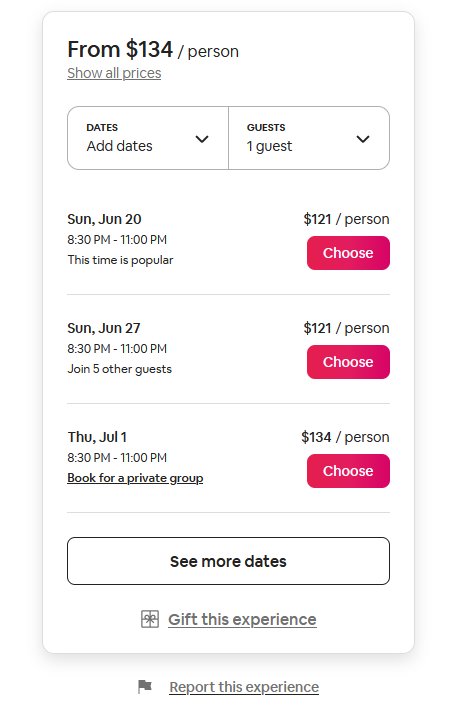 From $134 / person
Show all prices
DATES
Add dates
GUESTS
1 guest
Sun, Jun 20
$121 / person
8:30 PM - 11:00 PM
This time is popular
Choose
Sun, Jun 27
$121 / person
8:30 PM - 11:00 PM
Join 5 other guests
Choose
Thu, Jul 1
$134 / person
8:30 PM - 11:00 PM
Book for a private group
Choose
See more dates
Gift this experience
Report this experience